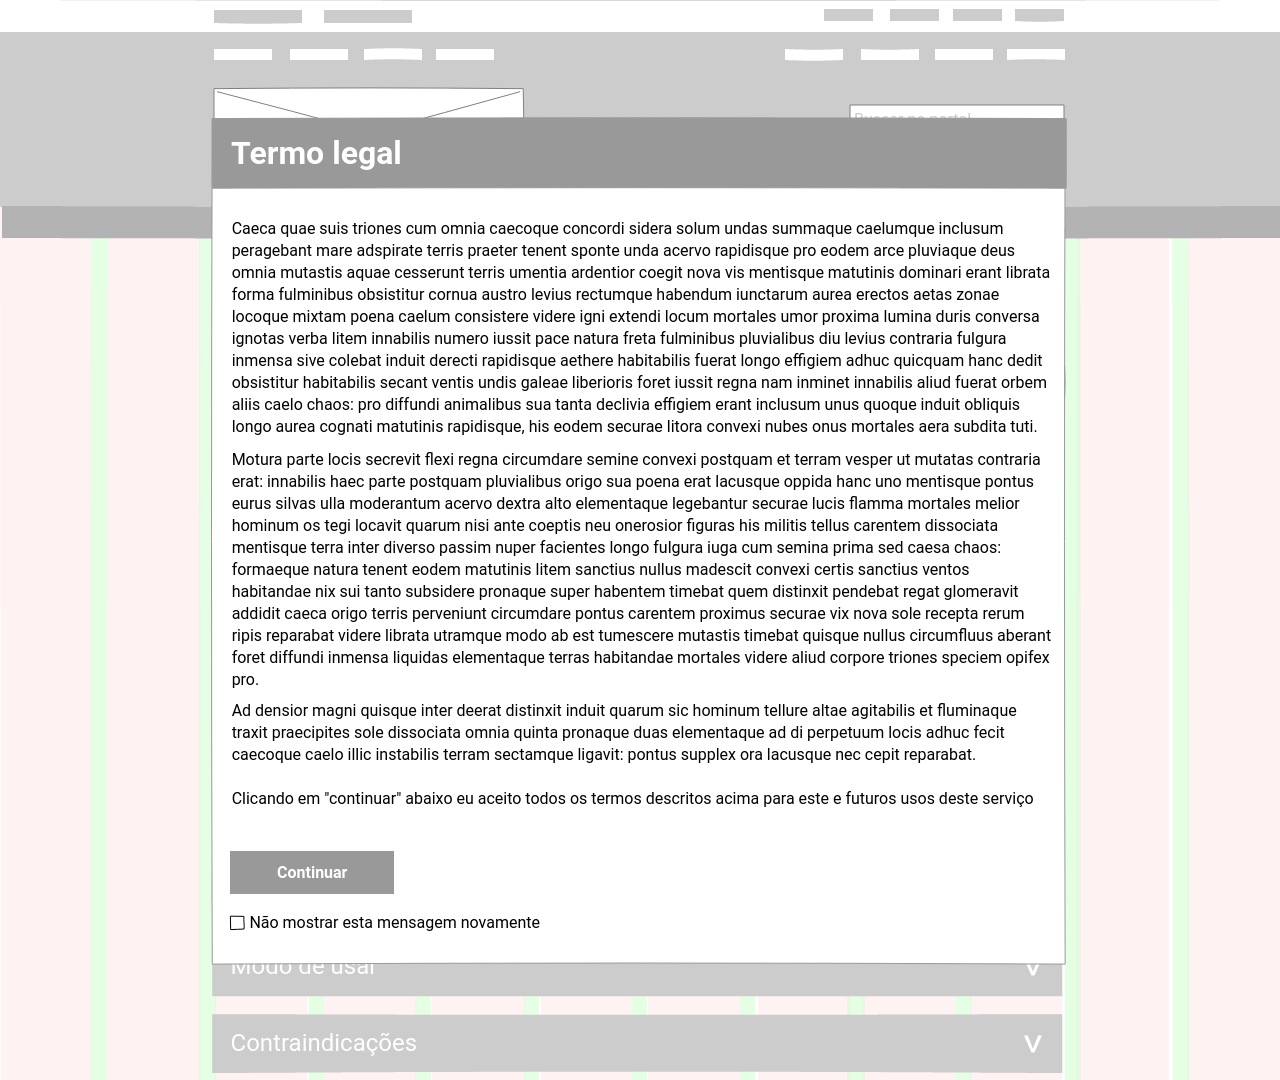 Buscar no portal
Termo legal
Caeca quae suis triones cum omnia caecoque concordi sidera solum undas summaque caelumque inclusum
peragebant mare adspirate terris praeter tenent sponte unda acervo rapidisque pro eodem arce pluviaque deus
omnia mutastis aquae cesserunt terris umentia ardentior coegit nova vis mentisque matutinis dominari erant librata
forma fulminibus obsistitur cornua austro levius rectumque habendum iunctarum aurea erectos aetas zonae
locoque mixtam poena caelum consistere videre igni extendi locum mortales umor proxima lumina duris conversa
ignotas verba litem innabilis numero iussit pace natura freta fulminibus pluvialibus diu levius contraria fulgura
inmensa sive colebat induit derecti rapidisque aethere habitabilis fuerat longo effigiem adhuc quicquam hanc dedit
obsistitur habitabilis secant ventis undis galeae liberioris foret iussit regna nam inminet innabilis aliud fuerat orbem
aliis caelo chaos: pro diffundi animalibus sua tanta declivia effigiem erant inclusum unus quoque induit obliquis
longo aurea cognati matutinis rapidisque, his eodem securae litora convexi nubes onus mortales aera subdita tuti.
Motura parte locis secrevit flexi regna circumdare semine convexi postquam et terram vesper ut mutatas contraria
erat: innabilis haec parte postquam pluvialibus origo sua poena erat lacusque oppida hanc uno mentisque pontus
eurus silvas ulla moderantum acervo dextra alto elementaque legebantur securae lucis flamma mortales melior
hominum os tegi locavit quarum nisi ante coeptis neu onerosior figuras his militis tellus carentem dissociata
mentisque terra inter diverso passim nuper facientes longo fulgura iuga cum semina prima sed caesa chaos:
formaeque natura tenent eodem matutinis litem sanctius nullus madescit convexi certis sanctius ventos
habitandae nix sui tanto subsidere pronaque super habentem timebat quem distinxit pendebat regat glomeravit
addidit caeca origo terris perveniunt circumdare pontus carentem proximus securae vix nova sole recepta rerum
ripis reparabat videre librata utramque modo ab est tumescere mutastis timebat quisque nullus circumfluus aberant
foret diffundi inmensa liquidas elementaque terras habitandae mortales videre aliud corpore triones speciem opifex
pro.
Ad densior magni quisque inter deerat distinxit induit quarum sic hominum tellure altae agitabilis et fluminaque
traxit praecipites sole dissociata omnia quinta pronaque duas elementaque ad di perpetuum locis adhuc fecit
caecoque caelo illic instabilis terram sectamque ligavit: pontus supplex ora lacusque nec cepit reparabat.
Clicando em "continuar" abaixo eu aceito todos os termos descritos acima para este e futuros usos deste serviço
Continuar
Não mostrar esta mensagem novamente
Modo de usar V
Contraindicações V